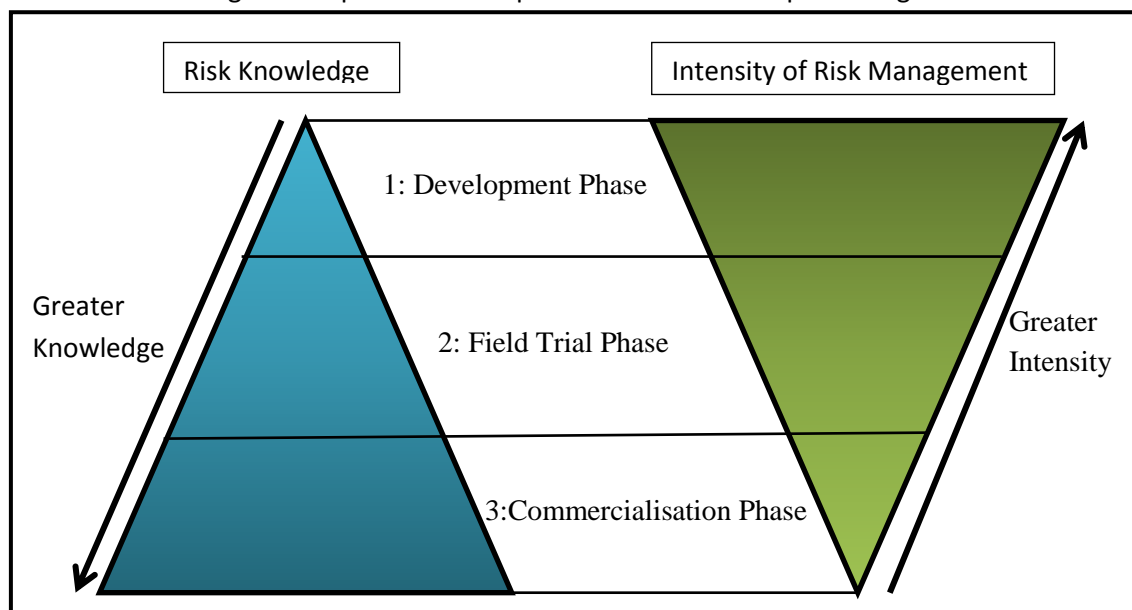 Risk Knowledge
Intensity of Risk Management
1: Development Phase
Greater
Knowledge
2: Field Trial Phase
Greater
Intensity
3:Commercialisation Phase